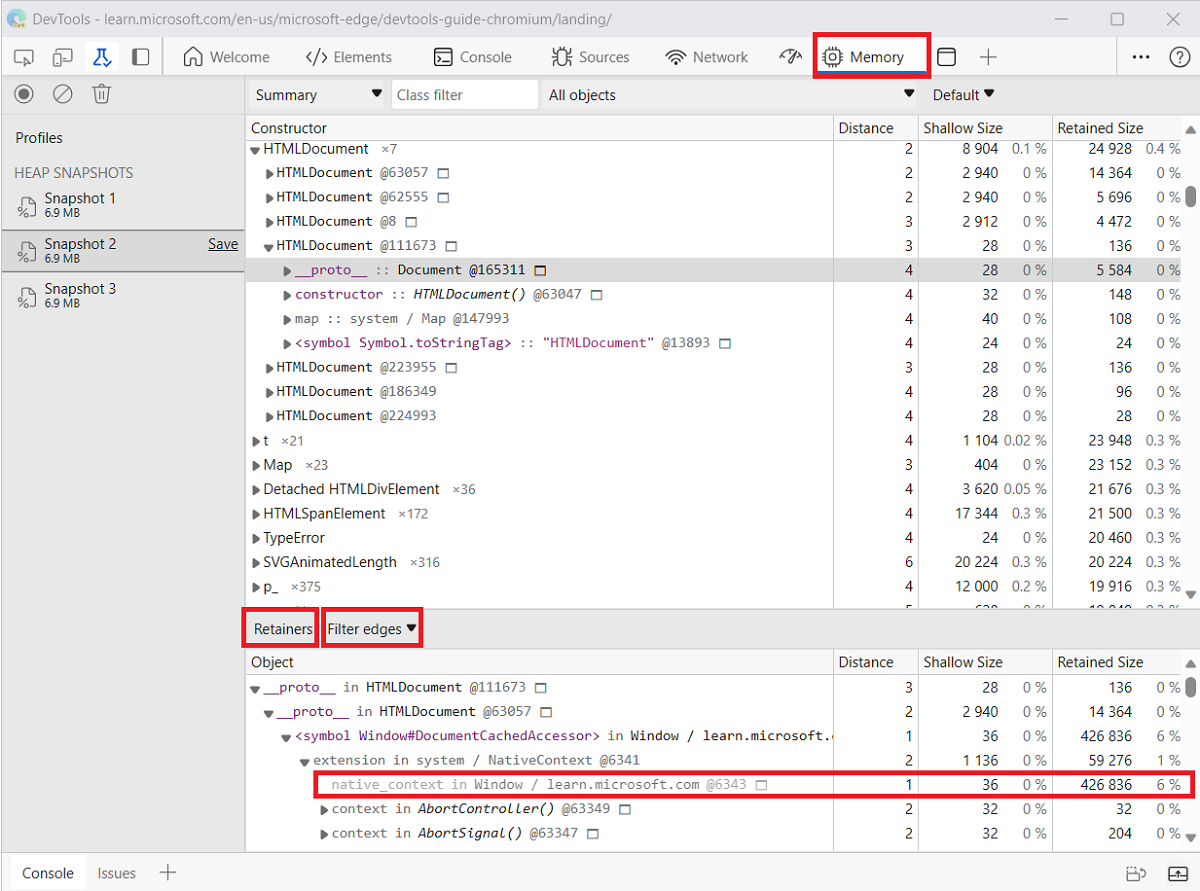 DevTools - learn.microsoft.com/en-us/microsoft-edge/devtools-guide-chromium/landing/
Welcome Elements Console Sources Network Memory
Summary Class filter All objects Default
Profiles
HEAP SNAPSHOTS
Snapshot 1
6.9 MB
Snapshot 2 Save
6.9 MB
Snapshot 3
6.9 MB
Constructor Distance Shallow Size Retained Size
HTMLDocument ×7 2 8 904 0.1 % 24 928 0.4 %
HTMLDocument @63057 2 2 940 0 % 14 364 0 %
HTMLDocument @62555 2 2 940 0 % 5 696 0 %
HTMLDocument @8 3 2 912 0 % 4 472 0 %
HTMLDocument @111673 3 28 0 % 136 0 %
__proto__ :: Document @165311 4 28 0 % 5 584 0 %
constructor :: HTMLDocument() @63047 4 32 0 % 148 0 %
map :: system / Map @147993 4 40 0 % 108 0 %
<symbol Symbol.toStringTag> :: "HTMLDocument" @13893 4 24 0 % 24 0 %
HTMLDocument @223955 3 28 0 % 136 0 %
HTMLDocument @186349 4 28 0 % 96 0 %
HTMLDocument @224993 4 28 0 % 28 0 %
t ×21 4 1 104 0.02 % 23 948 0.3 %
Map ×23 3 404 0 % 23 152 0.3 %
Detached HTMLDivElement ×36 4 3 620 0.05 % 21 676 0.3 %
HTMLSpanElement ×172 4 17 344 0.3 % 21 500 0.3 %
TypeError 4 24 0 % 20 460 0.3 %
SVGAnimatedLength ×316 6 20 224 0.3 % 20 224 0.3 %
p_ ×375 4 12 000 0.2 % 19 916 0.3 %
Retainers Filter edges
Object Distance Shallow Size Retained Size
__proto__ in HTMLDocument @111673 3 28 0 % 136 0 %
__proto__ in HTMLDocument @63057 2 2 940 0 % 14 364 0 %
<symbol Window#DocumentCachedAccessor> in Window / learn.microsoft. 1 36 0 % 426 836 6 %
extension in system / NativeContext @6341 2 1 136 0 % 59 276 1 %
native_context in Window / learn.microsoft.com @6343 1 36 0 % 426 836 6 %
context in AbortController() @63349 2 32 0 % 32 0 %
context in AbortSignal() @63347 2 32 0 % 204 0 %
Console Issues